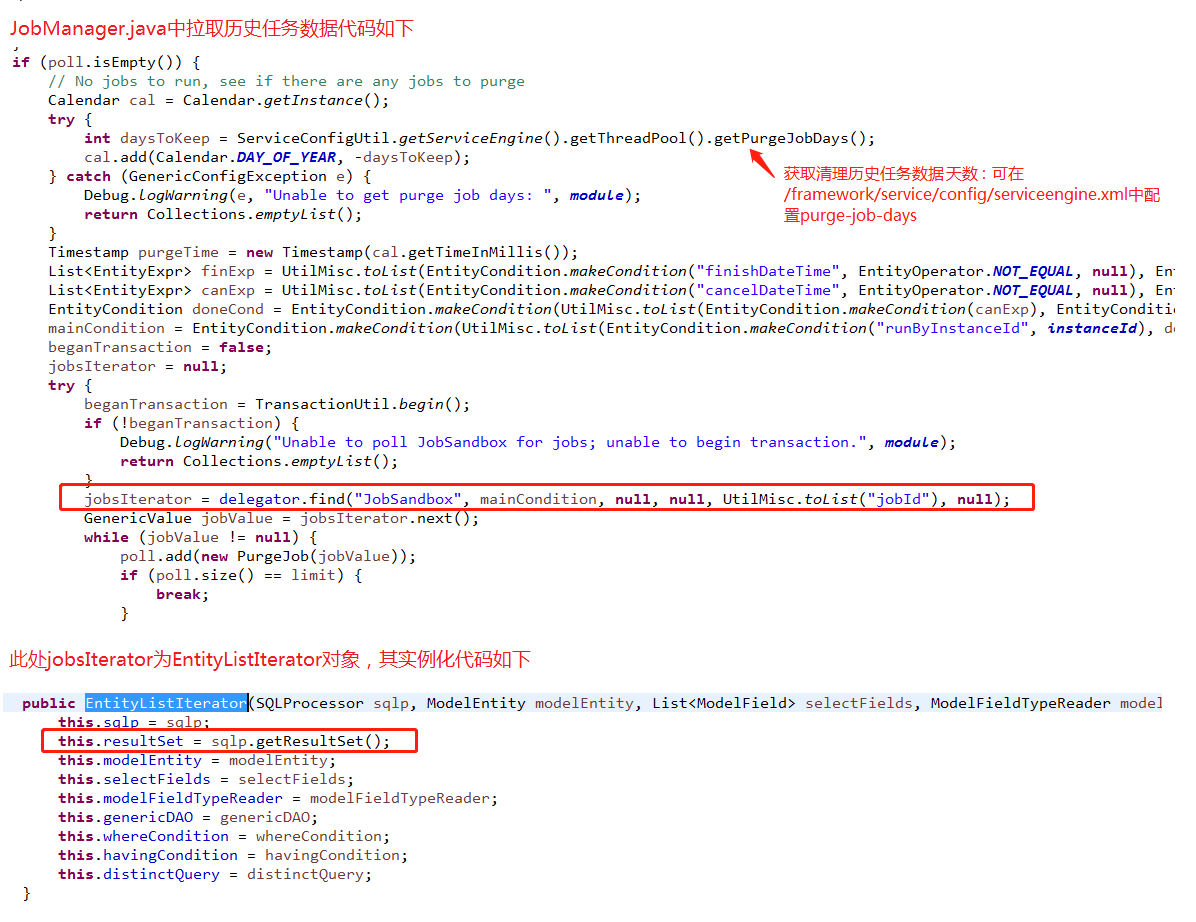 JobManager.java中拉取历史任务数据代码如下
if (poll.isEmpty()) {
// No jobs to run, see if there are any jobs to purge
Calendar cal = Calendar.getInstance();
try {
int daysToKeep = ServiceConfigUtil.getServiceEngine().getThreadPool().getPurgeJobDays();
cal.add(Calendar.DAY_OF_YEAR, -daysToKeep);
} catch (GenericConfigException e) {
Debug.logWarning(e, "Unable to get purge job days: ", module);
return Collections.emptyList();
}
获取清理历史任务数据天数：可在
/framework/service/config/serviceengine.xml中配
置purge-job-days
Timestamp purgeTime = new Timestamp(cal.getTimeInMillis());
List<EntityExpr> finExp = UtilMisc.toList(EntityCondition.makeCondition("finishDateTime", EntityOperator.NOT_EQUAL, null), En
List<EntityExpr> canExp = UtilMisc.toList(EntityCondition.makeCondition("cancelDateTime", EntityOperator.NOT_EQUAL, null), En
EntityCondition doneCond = EntityCondition.makeCondition(UtilMisc.toList(EntityCondition.makeCondition(canExp), EntityConditi
mainCondition = EntityCondition.makeCondition(UtilMisc.toList(EntityCondition.makeCondition("runByInstanceId", instanceId), d
beganTransaction = false;
jobsIterator = null;
try {
beganTransaction = TransactionUtil.begin();
if (!beganTransaction) {
Debug.logWarning("Unable to poll JobSandbox for jobs; unable to begin transaction.", module);
return Collections.emptyList();
}
jobsIterator = delegator.find("JobSandbox", mainCondition, null, null, UtilMisc.toList("jobId"), null);
GenericValue jobValue = jobsIterator.next();
while (jobValue != null) {
poll.add(new PurgeJob(jobValue));
if (poll.size() == limit) {
break;
}
此处jobsIterator为EntityListIterator对象，其实例化代码如下
public EntityListIterator(SQLProcessor sqlp, ModelEntity modelEntity, List<ModelField> selectFields, ModelFieldTypeReader model
this.sqlp = sqlp;
this.resultSet = sqlp.getResultSet();
this.modelEntity = modelEntity;
this.selectFields = selectFields;
this.modelFieldTypeReader = modelFieldTypeReader;
this.genericDAO = genericDAO;
this.whereCondition = whereCondition;
this.havingCondition = havingCondition;
this.distinctQuery = distinctQuery;
}